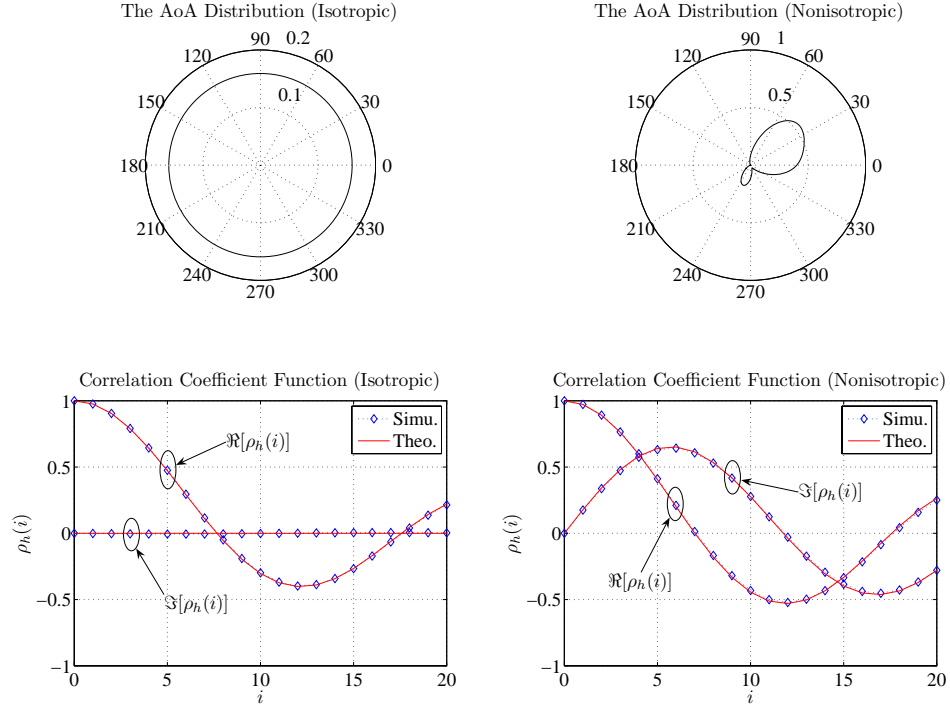 The AoA Distribution (Isotropic)
90
0.2
120
60
150
0.1
30
180
0
210
330
240
300
270
The AoA Distribution (Nonisotropic)
90
1
120
60
150
0.5
30
180
0
210
330
240
300
270
Correlation Coefficient Function (Isotropic)
1
0.5
0
−0.5
−1
ρh(i)
Simu.
Theo.
ℜ[ρh(i)]
ℑ[ρh(i)]
0 5 10 15 20
i
Correlation Coefficient Function (Nonisotropic)
1
0.5
0
−0.5
−1
ρh(i)
Simu.
Theo.
ℑ[ρh(i)]
ℜ[ρh(i)]
0 5 10 15 20
i